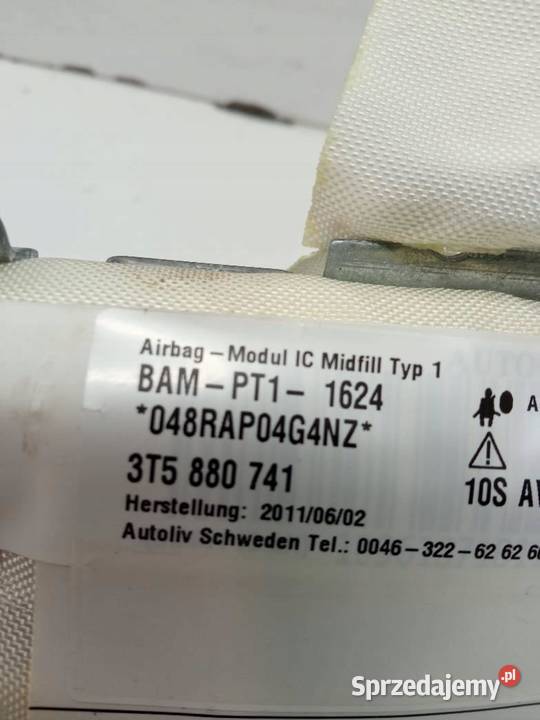 Airbag-Modul IC Midfill Typ 1
BAM-PT1- 1624
*048RAP04G4NZ*
3T5 880 741
Herstellung: 2011/06/02
Autoliv Schweden Tel.: 0046-322-62 62
10S
Sprzedajemy.pl